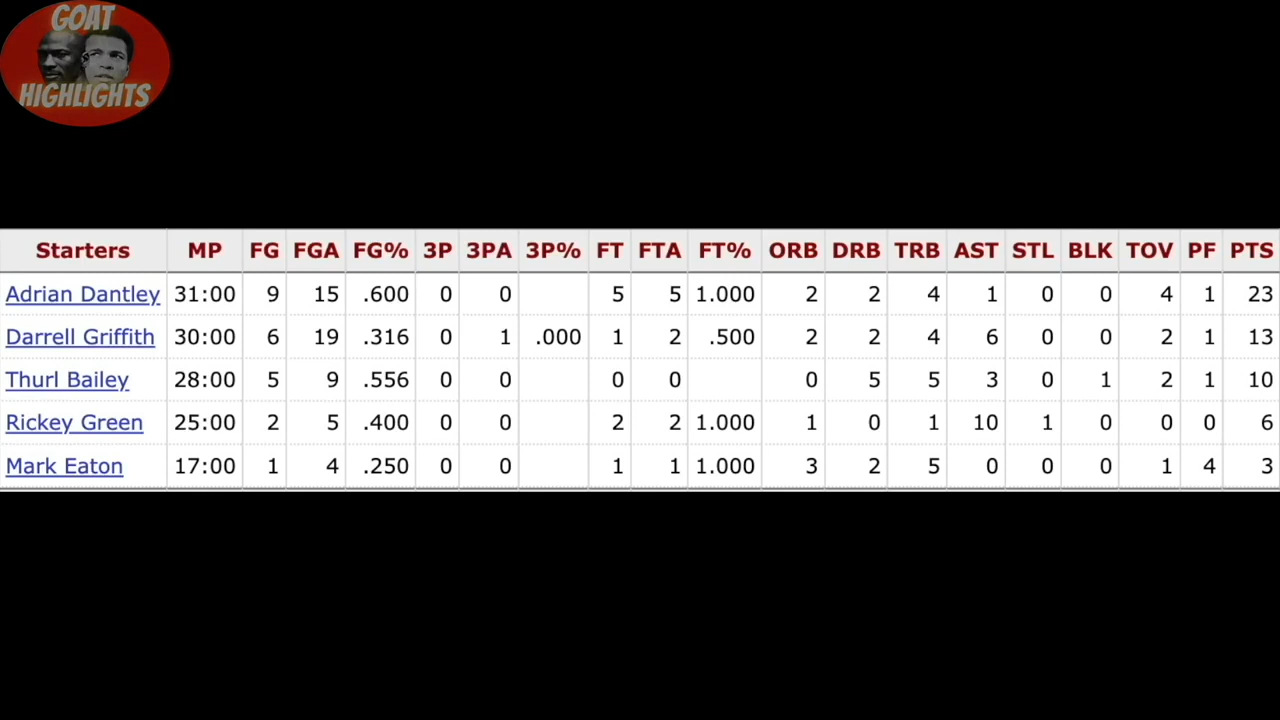 GOAT
HIGHLIGHTS
Starters MP FG FGA FG% 3P 3PA 3P% FT FTA FT% ORB DRB TRB AST STL BLK TOV PF PTS
Adrian Dantley 31:00 9 15 .600 0 0 5 5 1.000 2 2 4 1 0 0 4 1 23
Darrell Griffith 30:00 6 19 .316 0 1 .000 1 2 .500 2 2 4 6 0 0 2 1 13
Thurl Bailey 28:00 5 9 .556 0 0 0 0 0 5 5 3 0 1 2 1 10
Rickey Green 25:00 2 5 .400 0 0 2 2 1.000 1 0 1 10 1 0 0 0 6
Mark Eaton 17:00 1 4 .250 0 0 1 1 1.000 3 2 5 0 0 0 1 4 3